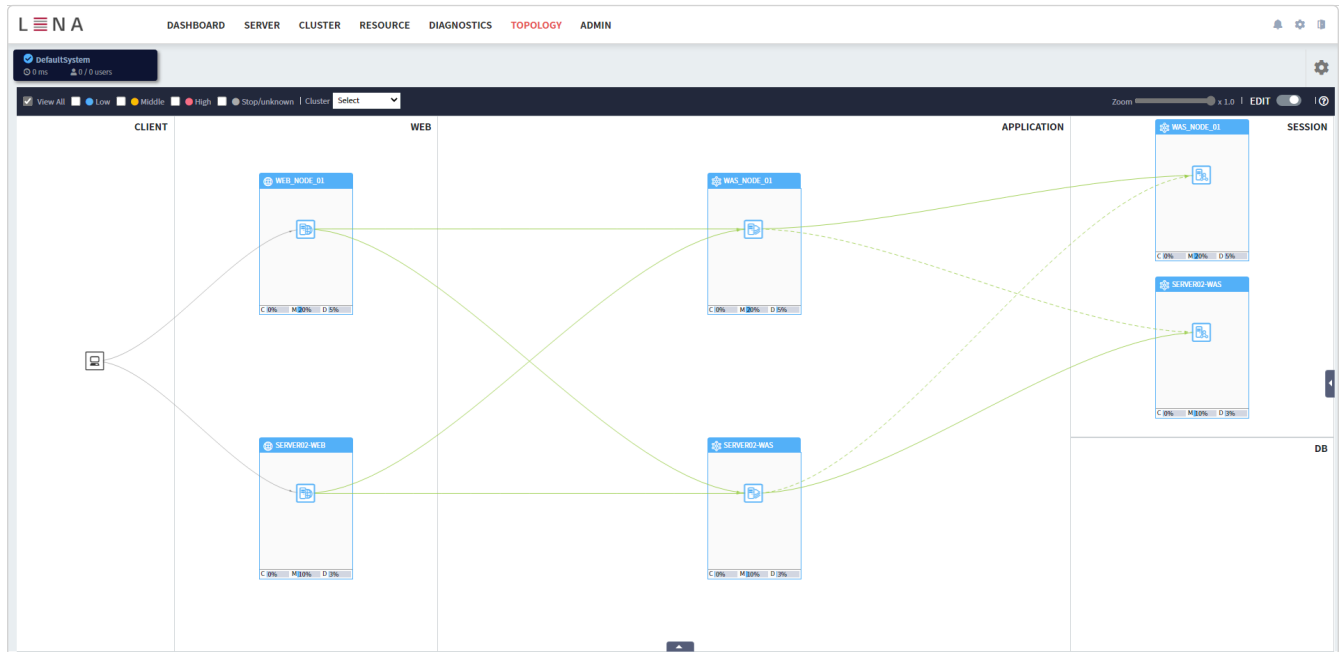 LENA DASHBOARD SERVER CLUSTER RESOURCE DIAGNOSTICS TOPOLOGY ADMIN
DefaultSystem
0 ms 0 / 0 users
View All Low Middle High Stop/unknown | Cluster Select Zoom x 1.0 | EDIT | ?
CLIENT WEB APPLICATION SESSION
WAS_NODE_01
C 0% M 20% D 5%
WEB_NODE_01 WAS_NODE_01
C 0% M 20% D 5% C 0% M 20% D 5%
SERVER02-WAS
C 0% M 10% D 3%
SERVER02-WEB SERVER02-WAS DB
C 0% M 10% D 3% C 0% M 10% D 3%